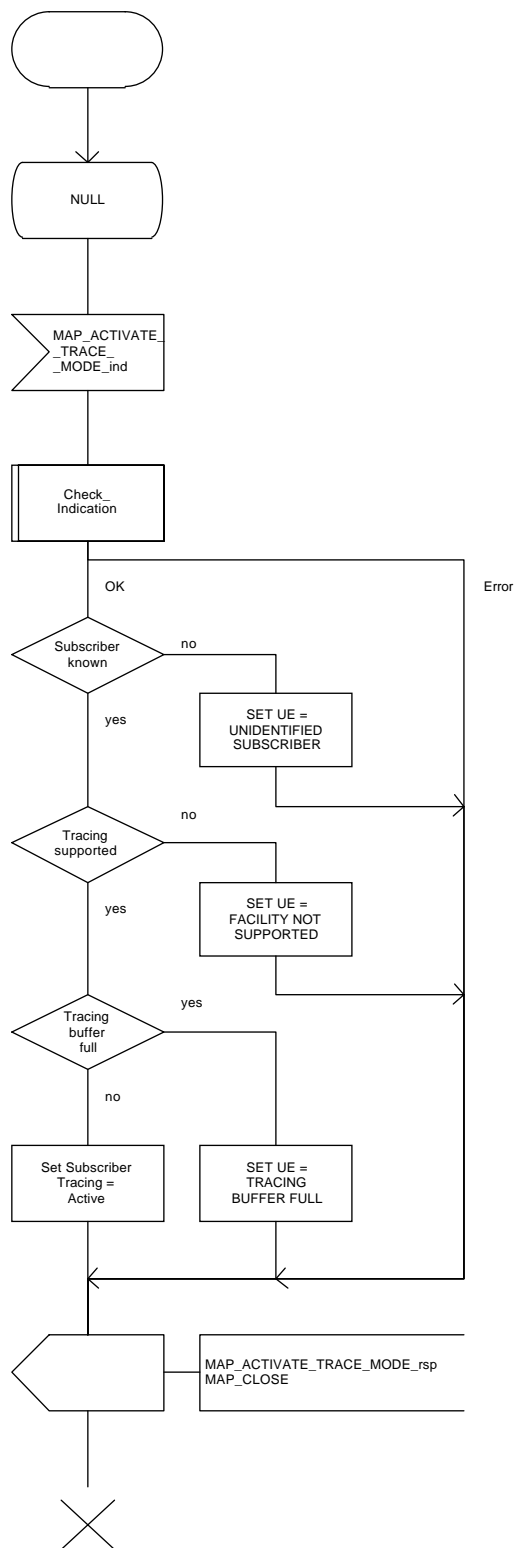 NULL
MAP_ACTIVATE_
_TRACE_
_MODE_ind
Check_
Indication
OK
Error
Subscriber
known
no
yes
SET UE =
UNIDENTIFIED
SUBSCRIBER
Tracing
supported
no
yes
SET UE =
FACILITY NOT
SUPPORTED
Tracing
buffer
full
yes
no
Set Subscriber
Tracing =
Active
SET UE =
TRACING
BUFFER FULL
MAP_ACTIVATE_TRACE_MODE_rsp
MAP_CLOSE